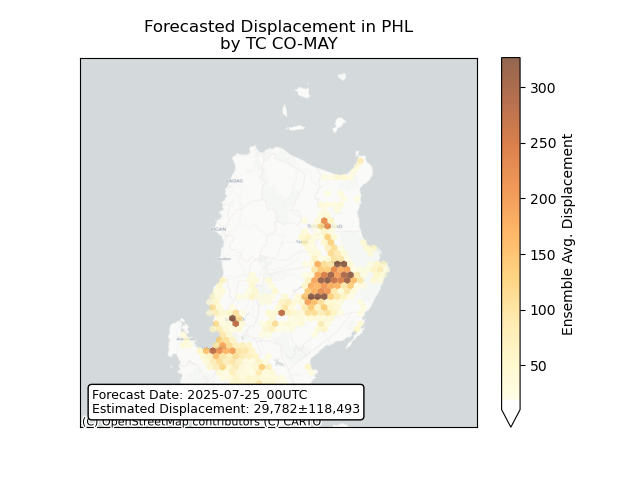 Forecasted Displacement in PHL
by TC CO-MAY
300
250
200
150
100
50
Ensemble Avg. Displacement
Forecast Date: 2025-07-25_00UTC
Estimated Displacement: 29,782±118,493
(C) OpenStreetMap contributors (C) CARTO